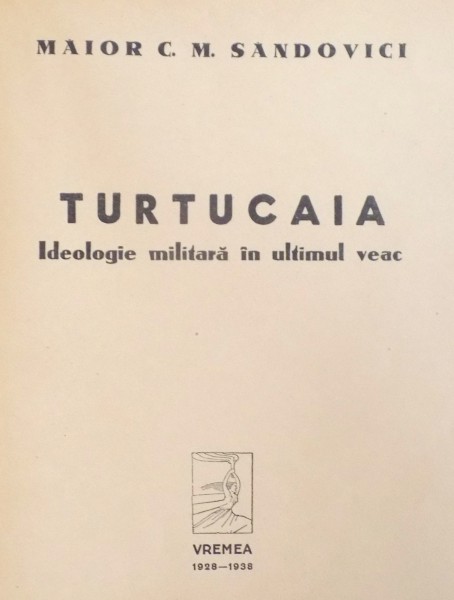 MAIOR C. M. SANDOVICI
TURTUCAIA
Ideologie militară în ultimul veac
VREMEA
1928—1938